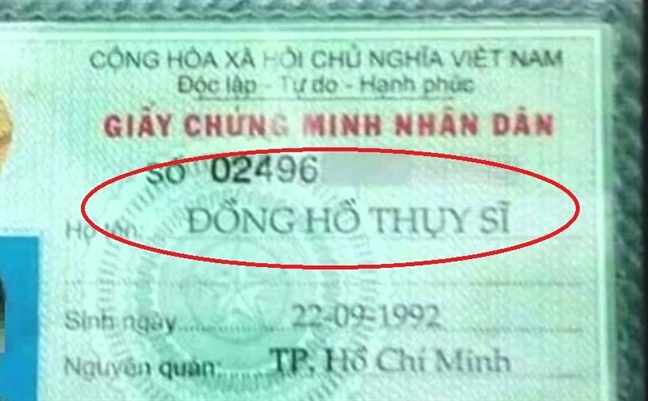 CỘNG HÒA XÃ HỘI CHỦ NGHĨA VIỆT NAM
Độc lập - Tự do - Hạnh phúc
GIẤY CHỨNG MINH NHÂN DÂN
SỐ 02496
Họ tên: ĐỒNG HỒ THỤY SĨ
Sinh ngày 22-09-1992
Nguyên quán: TP. Hồ Chí Minh